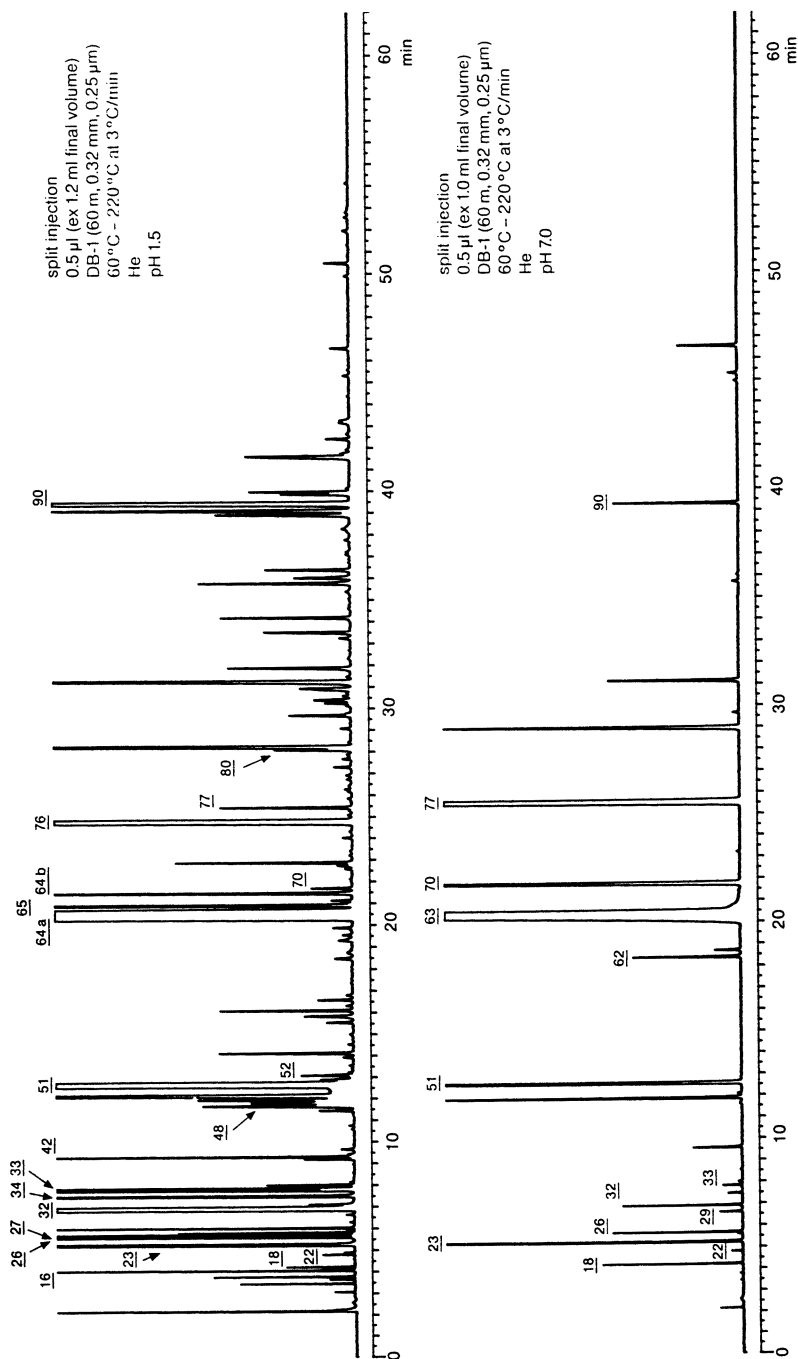 split injection
0.5 µl (ex 1.2 ml final volume)
DB-1 (60 m, 0.32 mm, 0.25 µm)
60°C – 220°C at 3°C/min
He
pH 1.5
16
26
27
23
18
22
32
34
33
42
48
51
52
64a
65
64b
70
76
77
80
90
0
10
20
30
40
50
60
min
split injection
0.5 µl (ex 1.0 ml final volume)
DB-1 (60 m, 0.32 mm, 0.25 µm)
60°C – 220°C at 3°C/min
He
pH 7.0
18
22
23
26
29
32
33
51
62
63
70
77
90
0
10
20
30
40
50
60
min